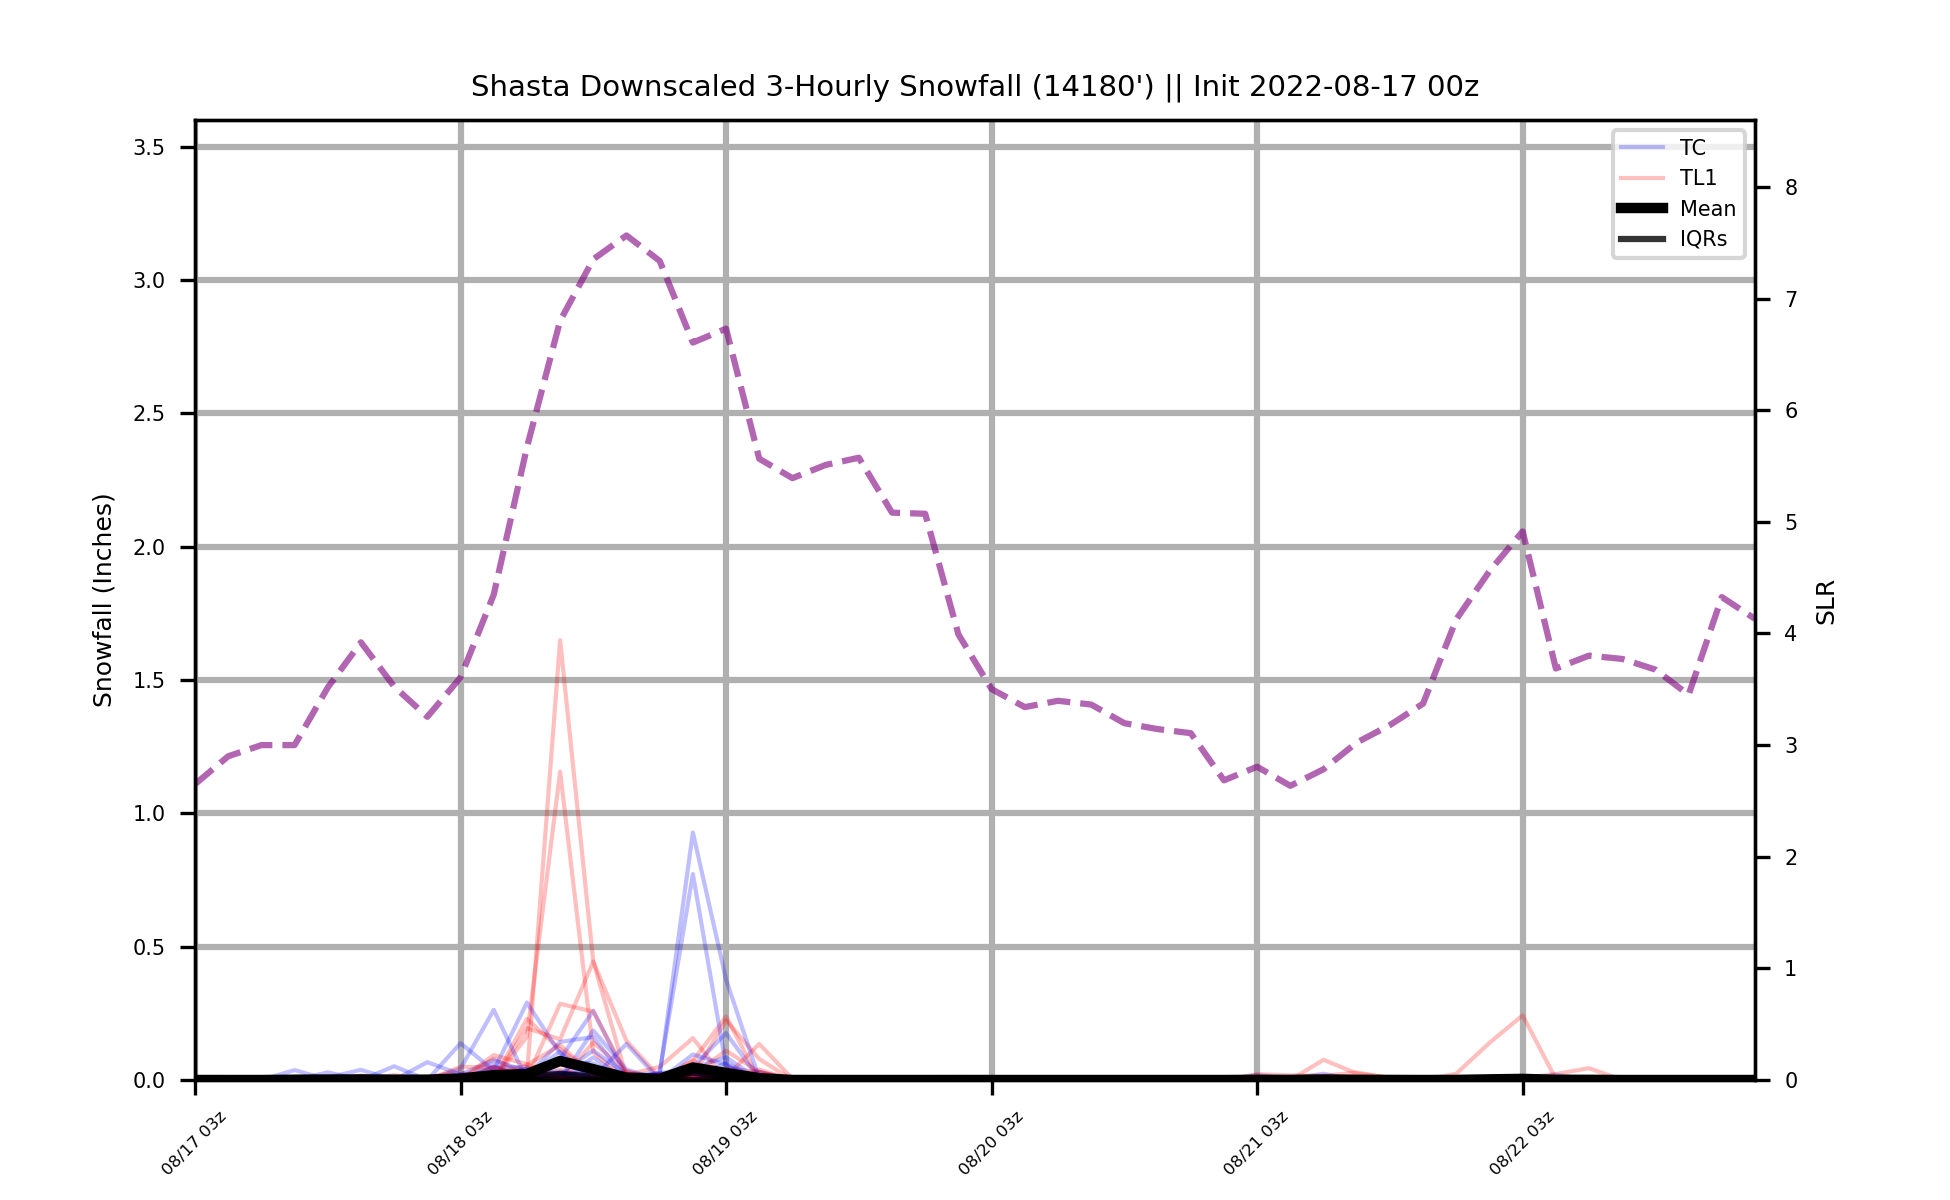 Shasta Downscaled 3-Hourly Snowfall (14180') || Init 2022-08-17 00z
TC
TL1
Mean
IQRs
Snowfall (Inches)
3.5
3.0
2.5
2.0
1.5
1.0
0.5
0.0
SLR
8
7
6
5
4
3
2
1
0
08/17 03z
08/18 03z
08/19 03z
08/20 03z
08/21 03z
08/22 03z